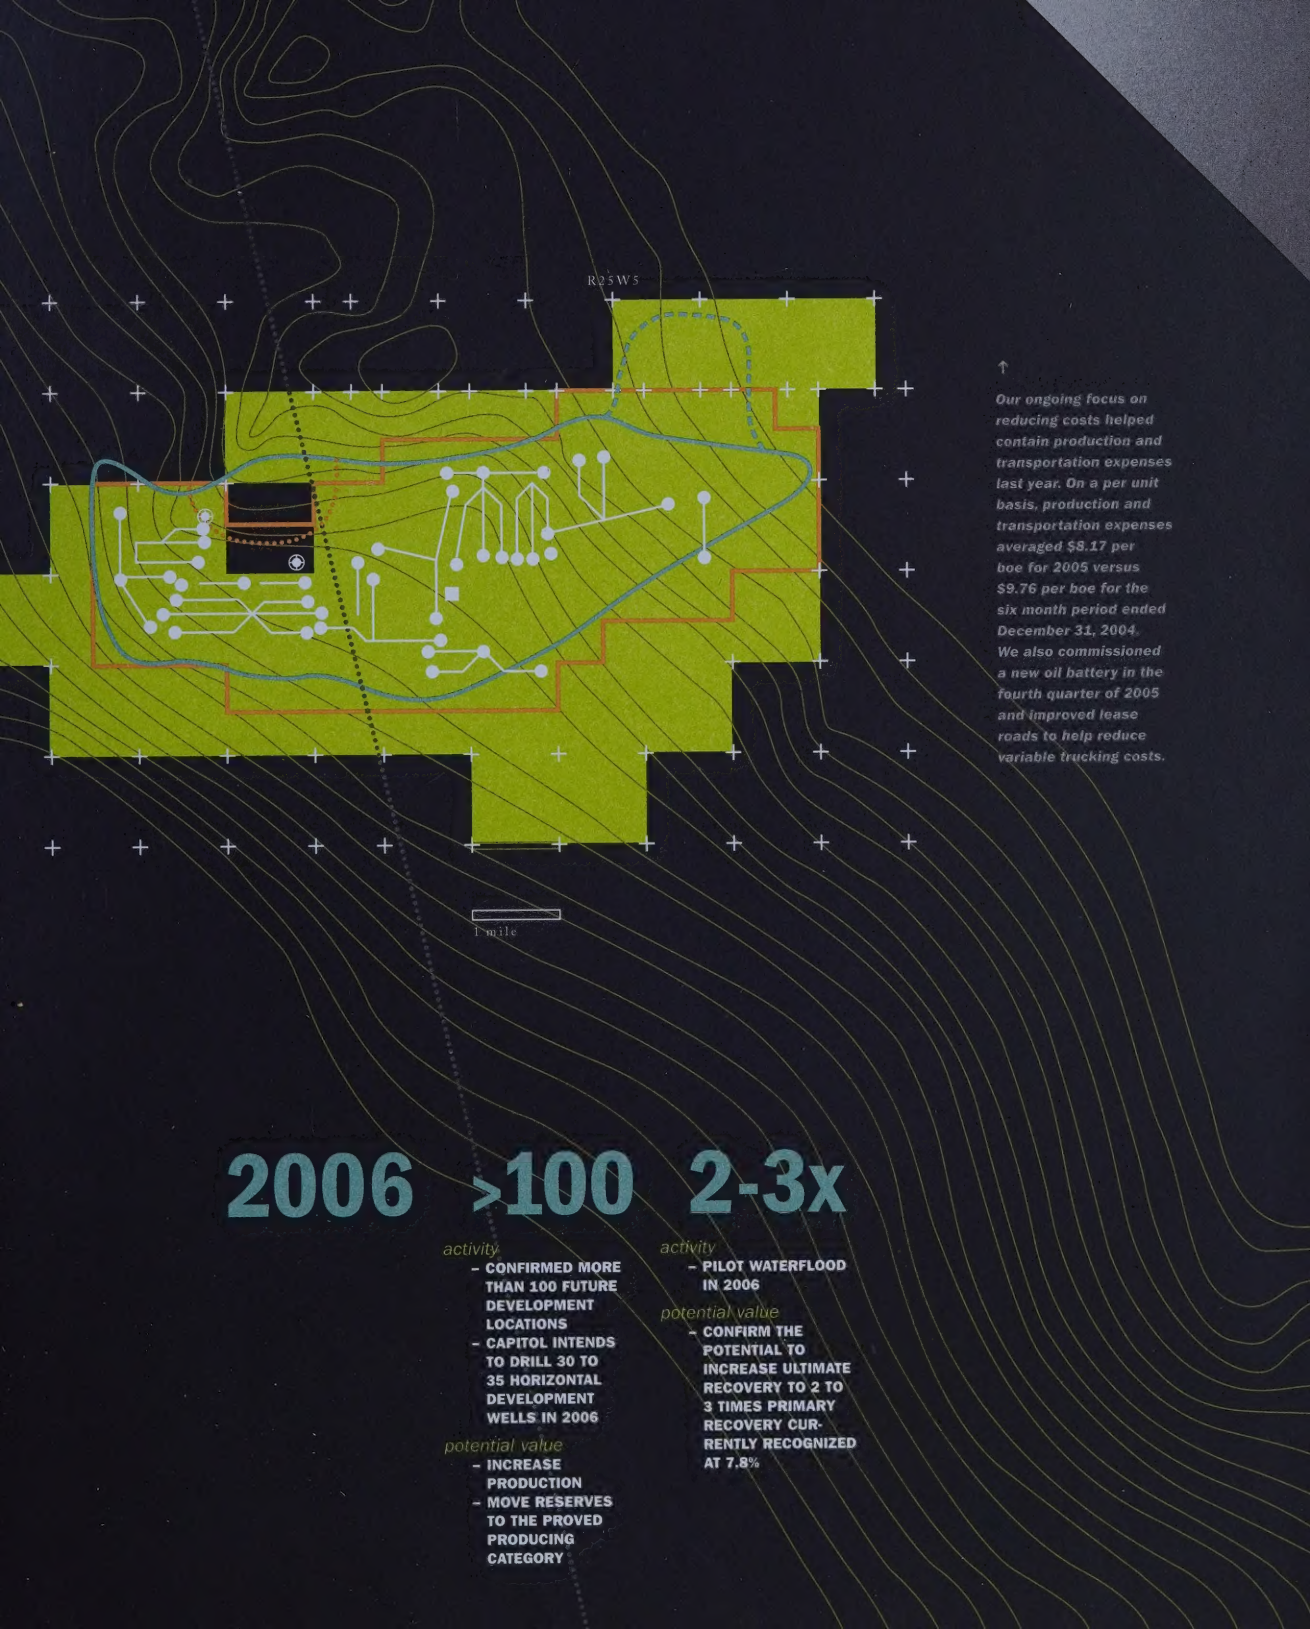 R25W5
↑
Our ongoing focus on
reducing costs helped
contain production and
transportation expenses
last year. On a per unit
basis, production and
transportation expenses
averaged $8.17 per
boe for 2005 versus
$9.76 per boe for the
six month period ended
December 31, 2004.
We also commissioned
a new oil battery in the
fourth quarter of 2005
and improved lease
roads to help reduce
variable trucking costs.
1 mile
2006
>100
activity
– CONFIRMED MORE
THAN 100 FUTURE
DEVELOPMENT
LOCATIONS
– CAPITOL INTENDS
TO DRILL 30 TO
35 HORIZONTAL
DEVELOPMENT
WELLS IN 2006
potential value
– INCREASE
PRODUCTION
– MOVE RESERVES
TO THE PROVED
PRODUCING
CATEGORY
2-3x
activity
– PILOT WATERFLOOD
IN 2006
potential value
– CONFIRM THE
POTENTIAL TO
INCREASE ULTIMATE
RECOVERY TO 2 TO
3 TIMES PRIMARY
RECOVERY CUR-
RENTLY RECOGNIZED
AT 7.8%